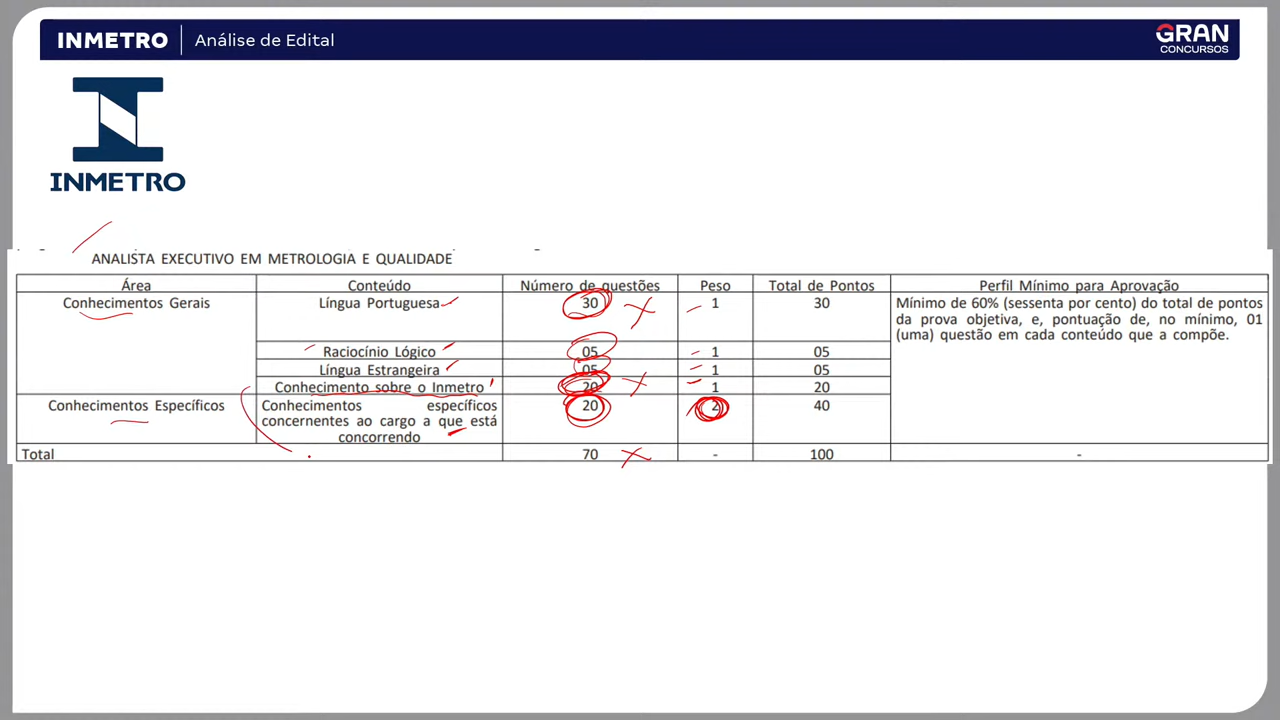 INMETRO Análise de Edital
GRAN
CONCURSOS
INMETRO
ANALISTA EXECUTIVO EM METROLOGIA E QUALIDADE
Área Conteúdo Número de questões Peso Total de Pontos Perfil Mínimo para Aprovação
Conhecimentos Gerais Língua Portuguesa 30 1 30 Mínimo de 60% (sessenta por cento) do total de pontos
da prova objetiva, e, pontuação de, no mínimo, 01
(uma) questão em cada conteúdo que a compõe.
Raciocínio Lógico 05 1 05
Língua Estrangeira 05 1 05
Conhecimento sobre o Inmetro 20 1 20
Conhecimentos Específicos Conhecimentos específicos 20 2 40
concernentes ao cargo a que está
concorrendo
Total 70 - 100 -